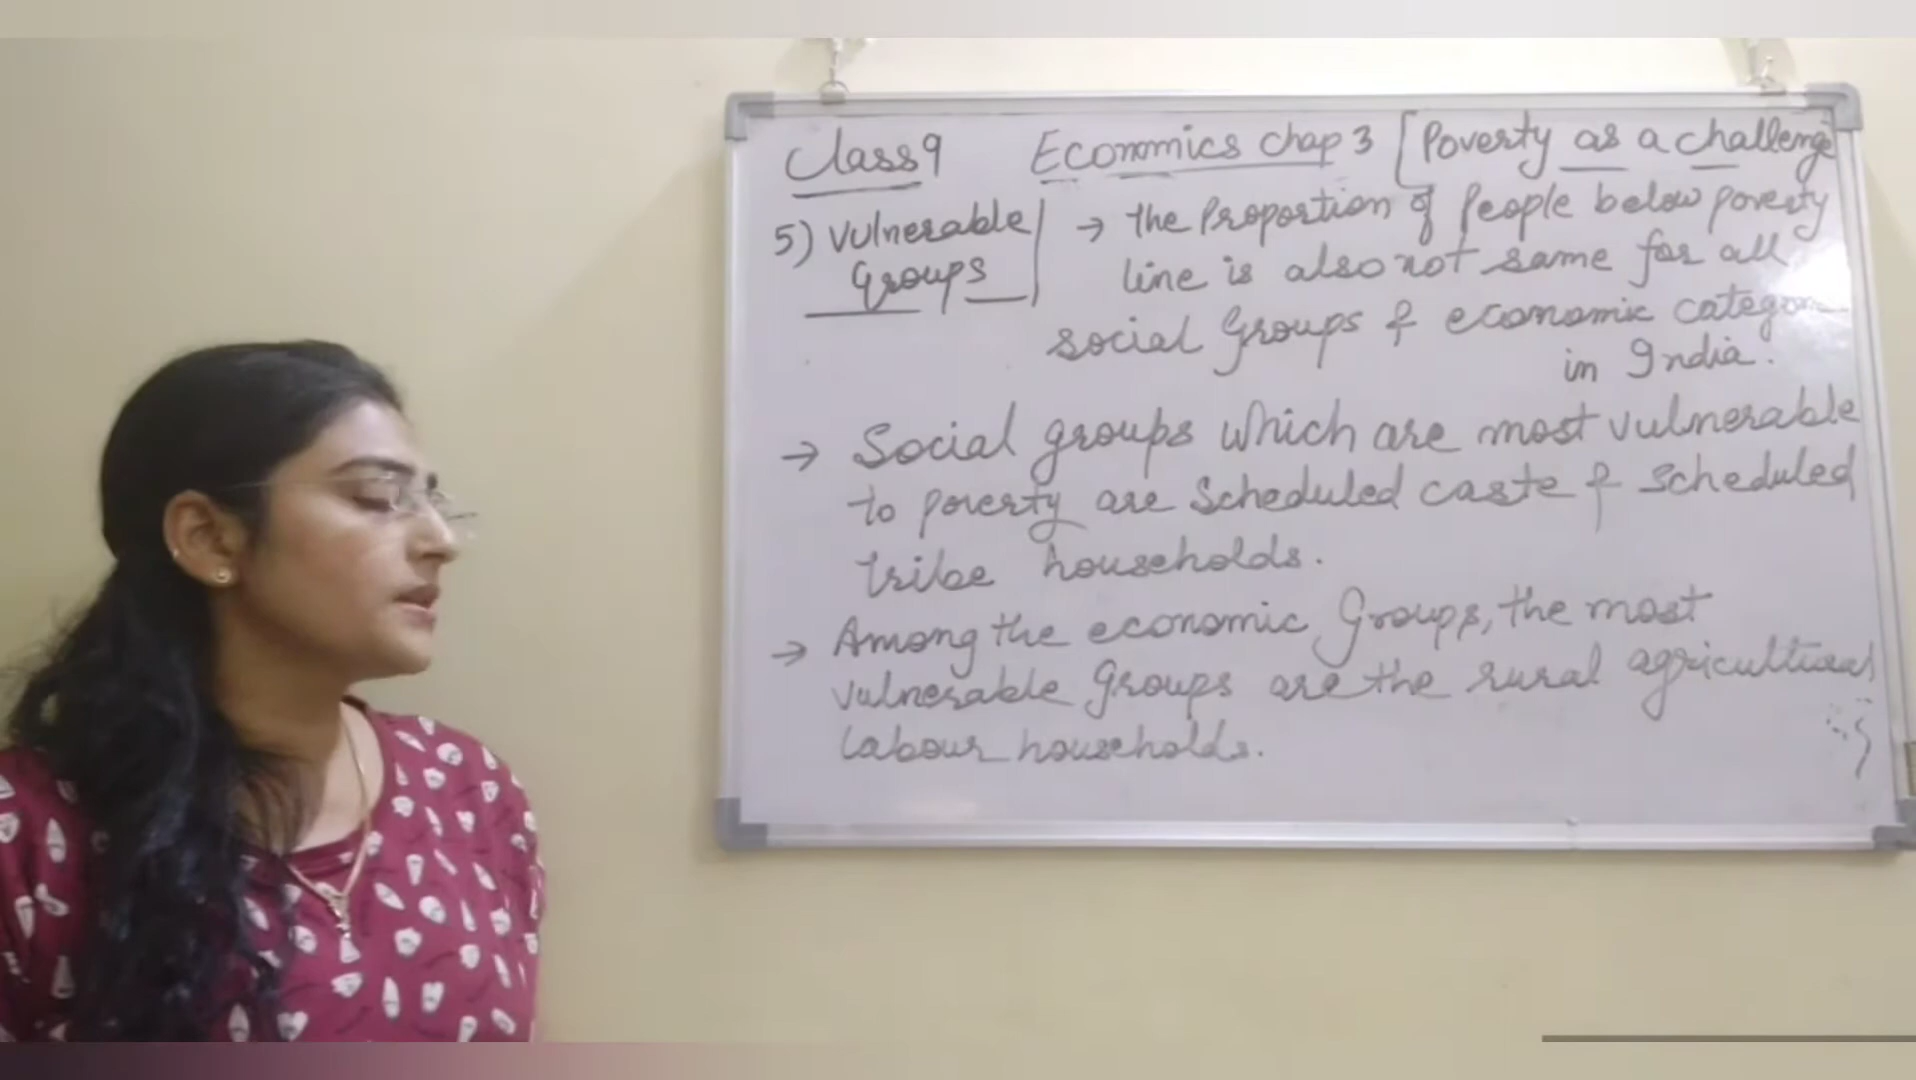 Class 9 Economics Chap 3 [Poverty as a challenge
5) Vulnerable Groups
→ the Proportion of People below poverty
line is also not same for all
social Groups & economic
in India.
→ Social groups which are most vulnerable
to poverty are Scheduled caste & Scheduled
tribe households.
→ Among the economic Groups, the most
vulnerable Groups are the rural agricultural
labour households.